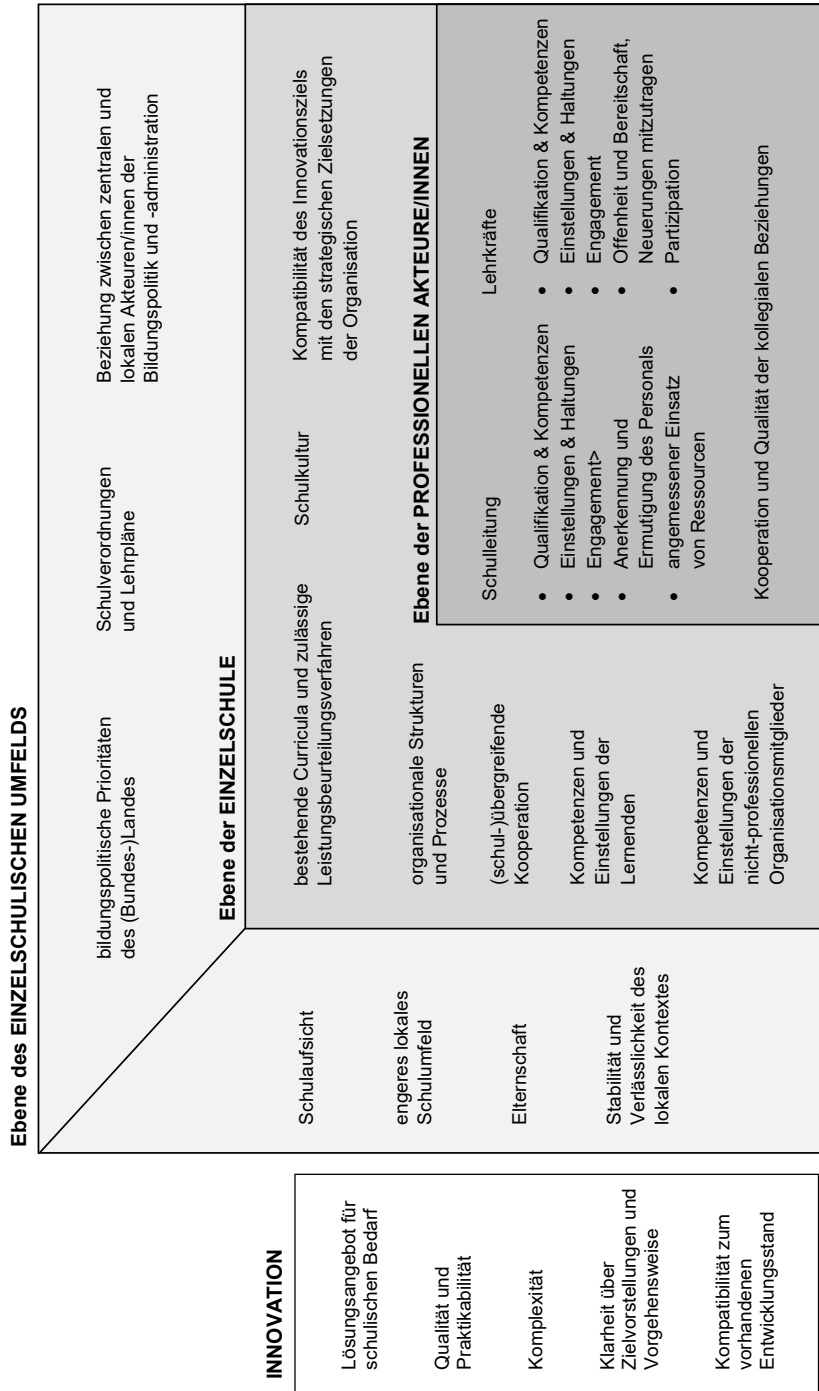 Ebene des EINZELSCHULISCHEN UMFELDS
bildungspolitische Prioritäten
des (Bundes-)Landes
Schulverordnungen
und Lehrpläne
Beziehung zwischen zentralen und
lokalen Akteuren/innen der
Bildungspolitik und -administration
Schulaufsicht
engeres lokales
Schulumfeld
Elternschaft
Stabilität und
Verlässlichkeit des
lokalen Kontextes
Ebene der EINZELSCHULE
bestehende Curricula und zulässige
Leistungsbeurteilungsverfahren
Schulkultur
Kompatibilität des Innovationsziels
mit den strategischen Zielsetzungen
der Organisation
organisationale Strukturen
und Prozesse
(schul-)übergreifende
Kooperation
Kompetenzen und
Einstellungen der
Lernenden
Kompetenzen und
Einstellungen der
nicht-professionellen
Organisationsmitglieder
Ebene der PROFESSIONELLEN AKTEURE/INNEN
Schulleitung
• Qualifikation & Kompetenzen
• Einstellungen & Haltungen
• Engagement>
• Anerkennung und
Ermutigung des Personals
• angemessener Einsatz
von Ressourcen
Lehrkräfte
• Qualifikation & Kompetenzen
• Einstellungen & Haltungen
• Engagement
• Offenheit und Bereitschaft,
Neuerungen mitzutragen
• Partizipation
Kooperation und Qualität der kollegialen Beziehungen
INNOVATION
Lösungsangebot für
schulischen Bedarf
Qualität und
Praktikabilität
Komplexität
Klarheit über
Zielvorstellungen und
Vorgehensweise
Kompatibilität zum
vorhandenen
Entwicklungsstand